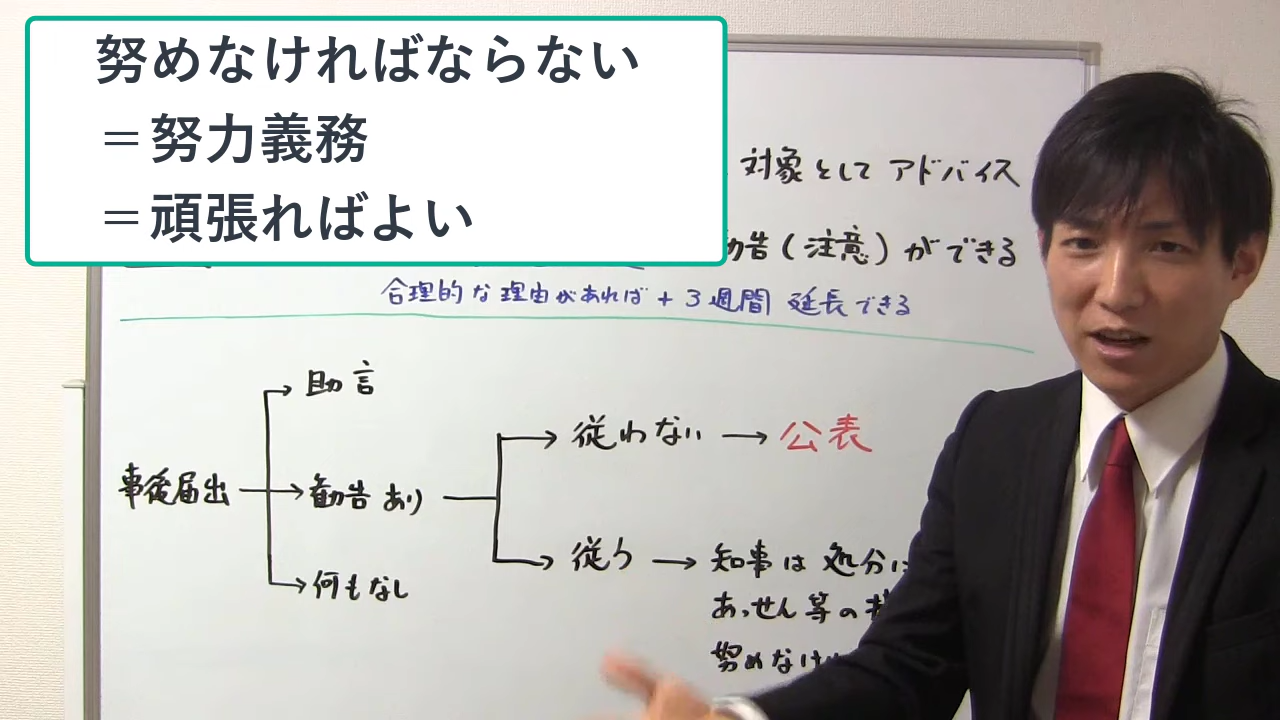 努めなければならない
＝努力義務
＝頑張ればよい
対象として アドバイス
勧告(注意)ができる
合理的な理由があれば +3週間 延長できる
助言
従わない → 公表
事後届出 → 勧告あり
従う → 知事は 処分
何もなし
あっせん等の
努めなけ